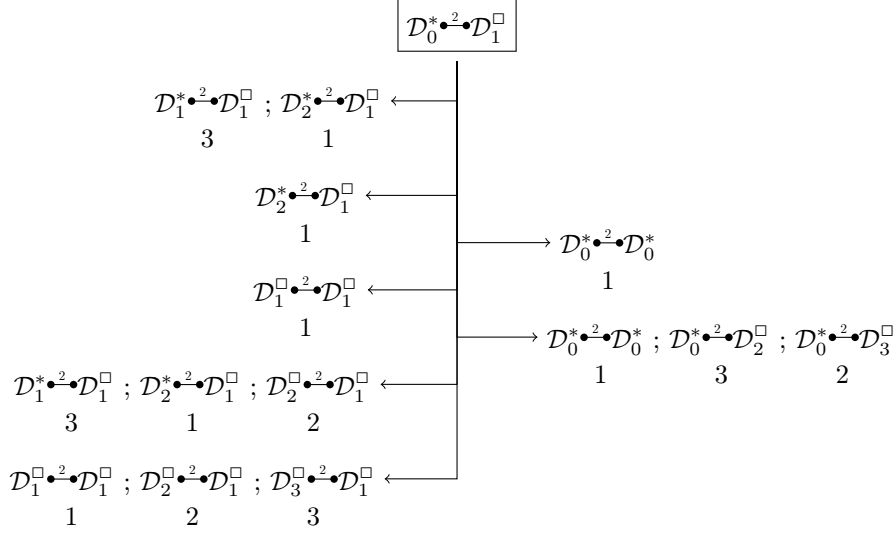 𝒟₀* •—2—• 𝒟₁□
𝒟₁* •—2—• 𝒟₁□ ; 𝒟₂* •—2—• 𝒟₁□
3 1
𝒟₂* •—2—• 𝒟₁□
1
𝒟₀* •—2—• 𝒟₀*
1
𝒟₁□ •—2—• 𝒟₁□
1
𝒟₀* •—2—• 𝒟₀* ; 𝒟₀* •—2—• 𝒟₂□ ; 𝒟₀* •—2—• 𝒟₃□
1 3 2
𝒟₁* •—2—• 𝒟₁□ ; 𝒟₂* •—2—• 𝒟₁□ ; 𝒟₂□ •—2—• 𝒟₁□
3 1 2
𝒟₁□ •—2—• 𝒟₁□ ; 𝒟₂□ •—2—• 𝒟₁□ ; 𝒟₃□ •—2—• 𝒟₁□
1 2 3